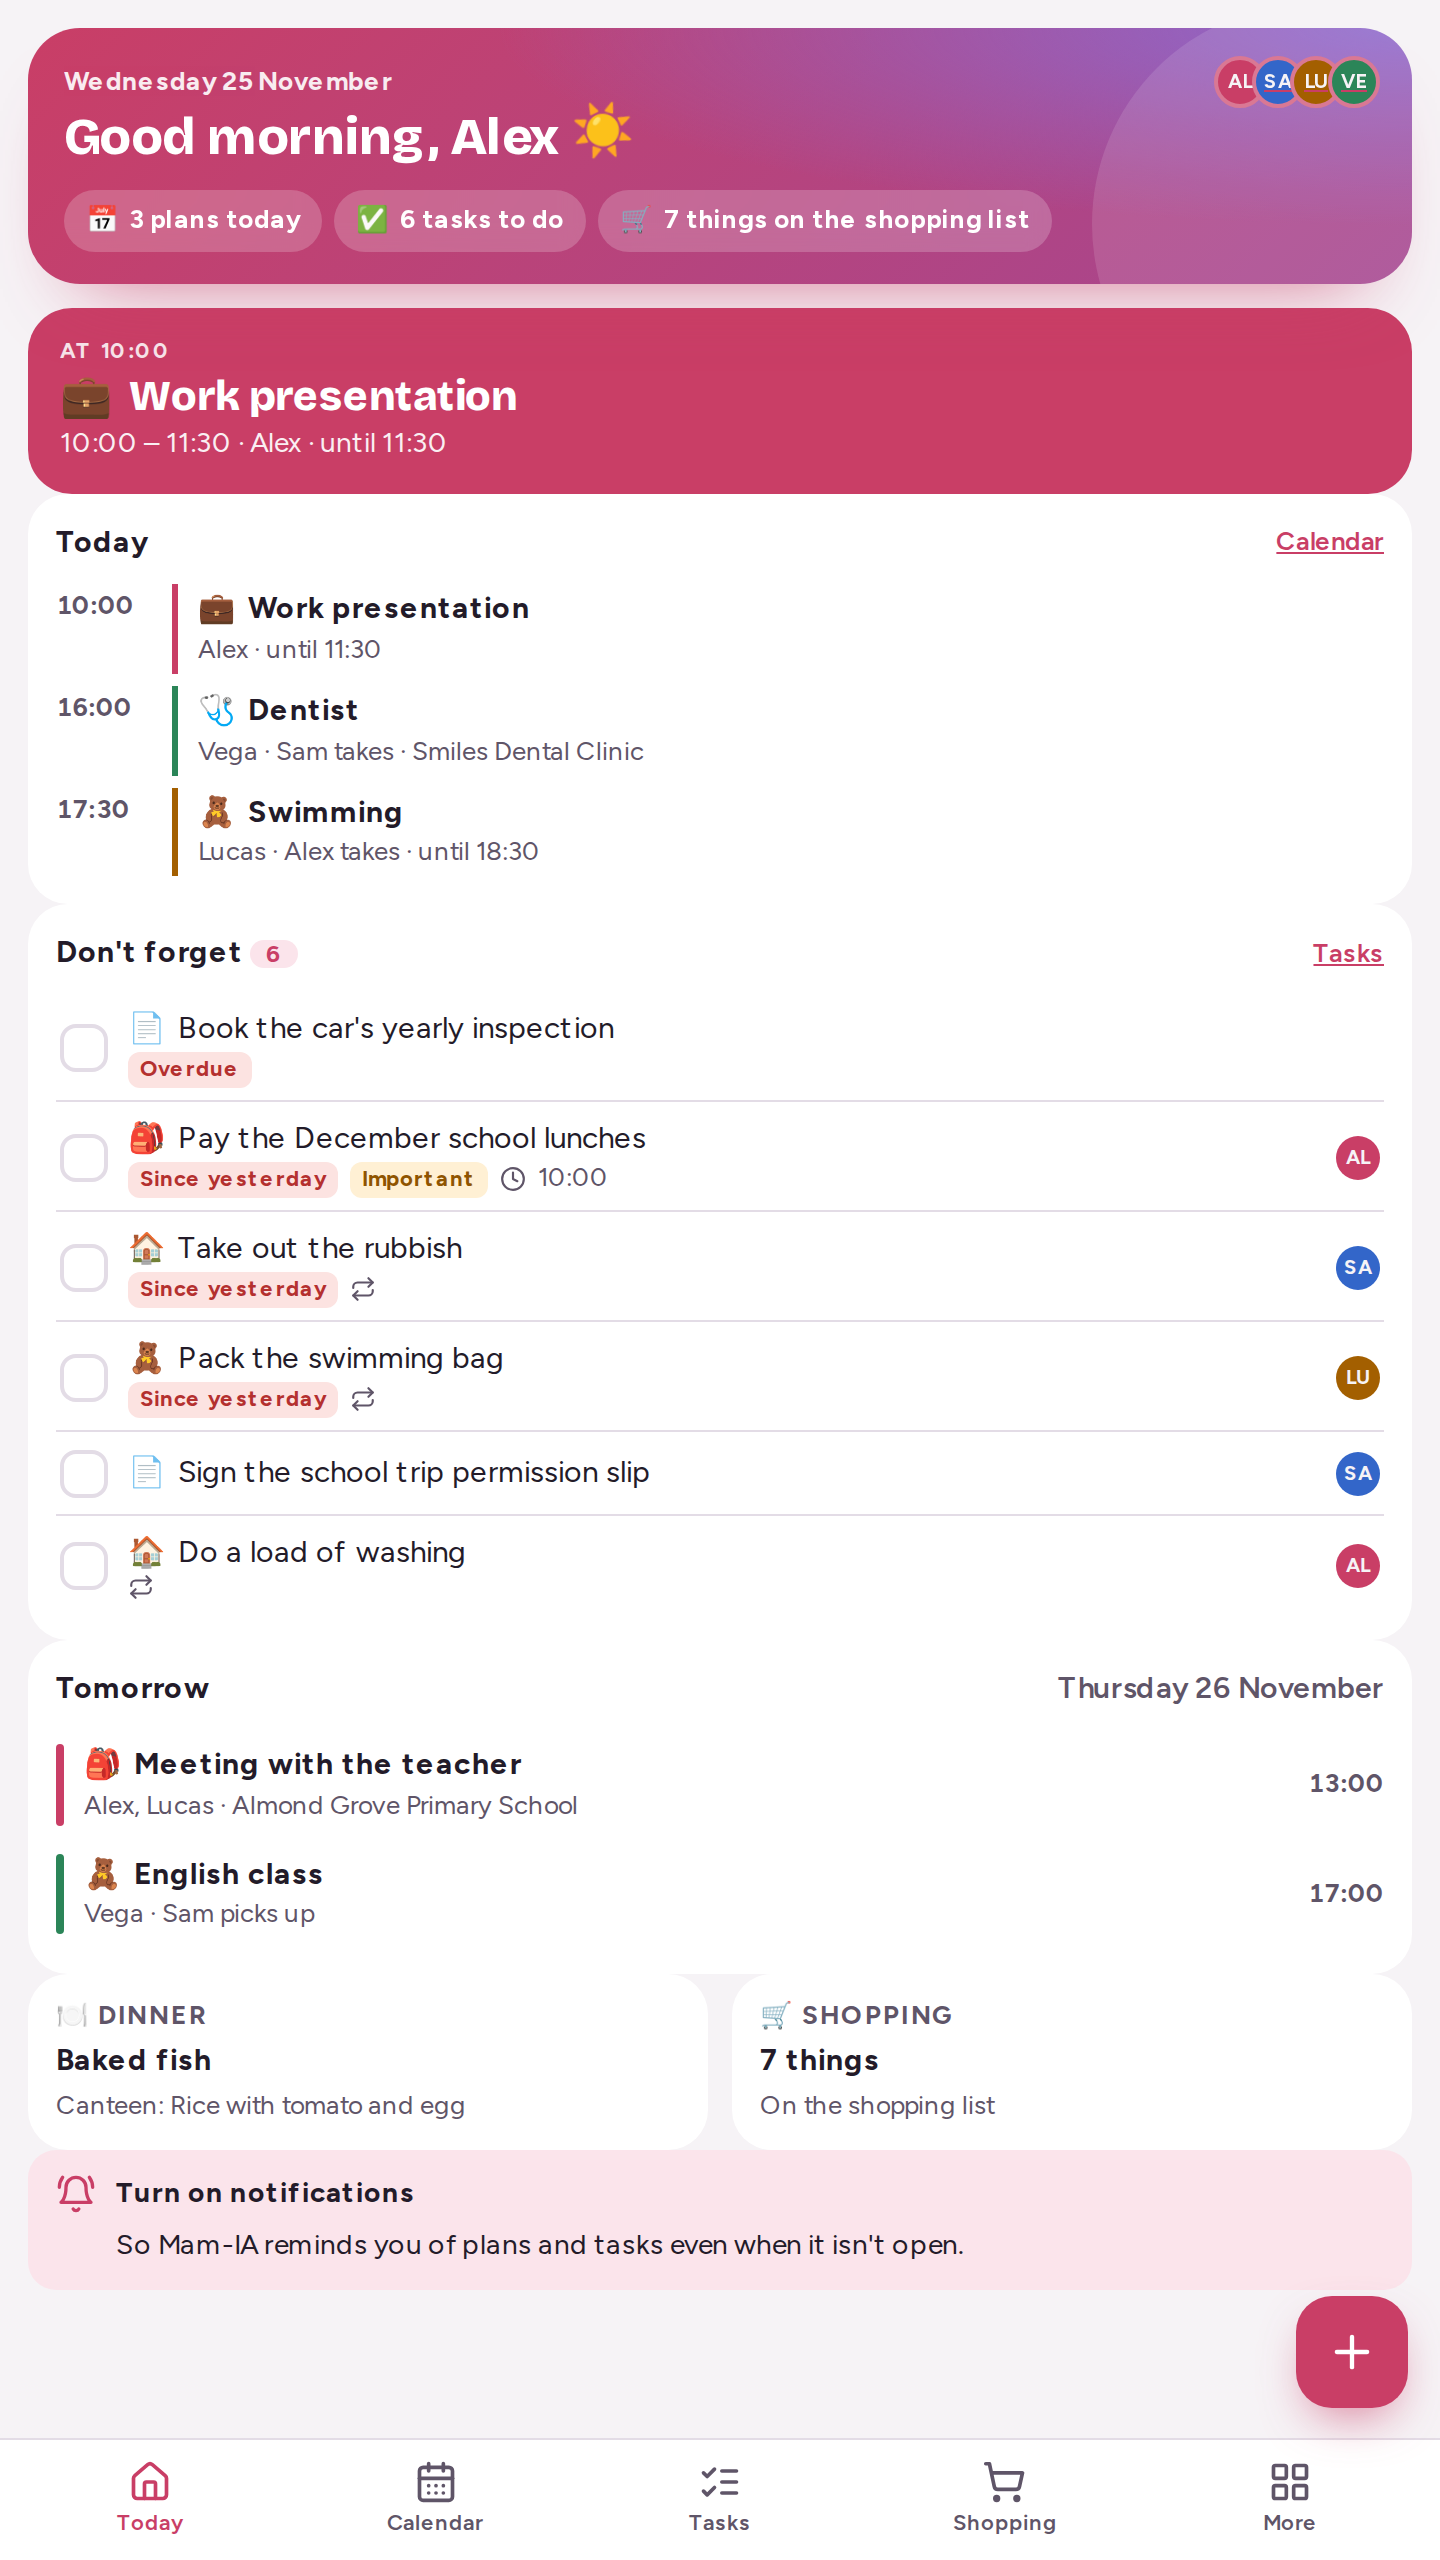 Wednesday 25 November
AL SA LU VE
Good morning, Alex ☀️
📅 3 plans today
✅ 6 tasks to do
🛒 7 things on the shopping list
AT 10:00
💼 Work presentation
10:00 – 11:30 · Alex · until 11:30
Today
Calendar
10:00
💼 Work presentation
Alex · until 11:30
16:00
🩺 Dentist
Vega · Sam takes · Smiles Dental Clinic
17:30
🧸 Swimming
Lucas · Alex takes · until 18:30
Don't forget 6
Tasks
📄 Book the car's yearly inspection
Overdue
🎒 Pay the December school lunches
Since yesterday Important 10:00
AL
🏠 Take out the rubbish
Since yesterday
SA
🧸 Pack the swimming bag
Since yesterday
LU
📄 Sign the school trip permission slip
SA
🏠 Do a load of washing
AL
Tomorrow
Thursday 26 November
🎒 Meeting with the teacher
Alex, Lucas · Almond Grove Primary School
13:00
🧸 English class
Vega · Sam picks up
17:00
🍽️ DINNER
Baked fish
Canteen: Rice with tomato and egg
🛒 SHOPPING
7 things
On the shopping list
Turn on notifications
So Mam-IA reminds you of plans and tasks even when it isn't open.
Today
Calendar
Tasks
Shopping
More